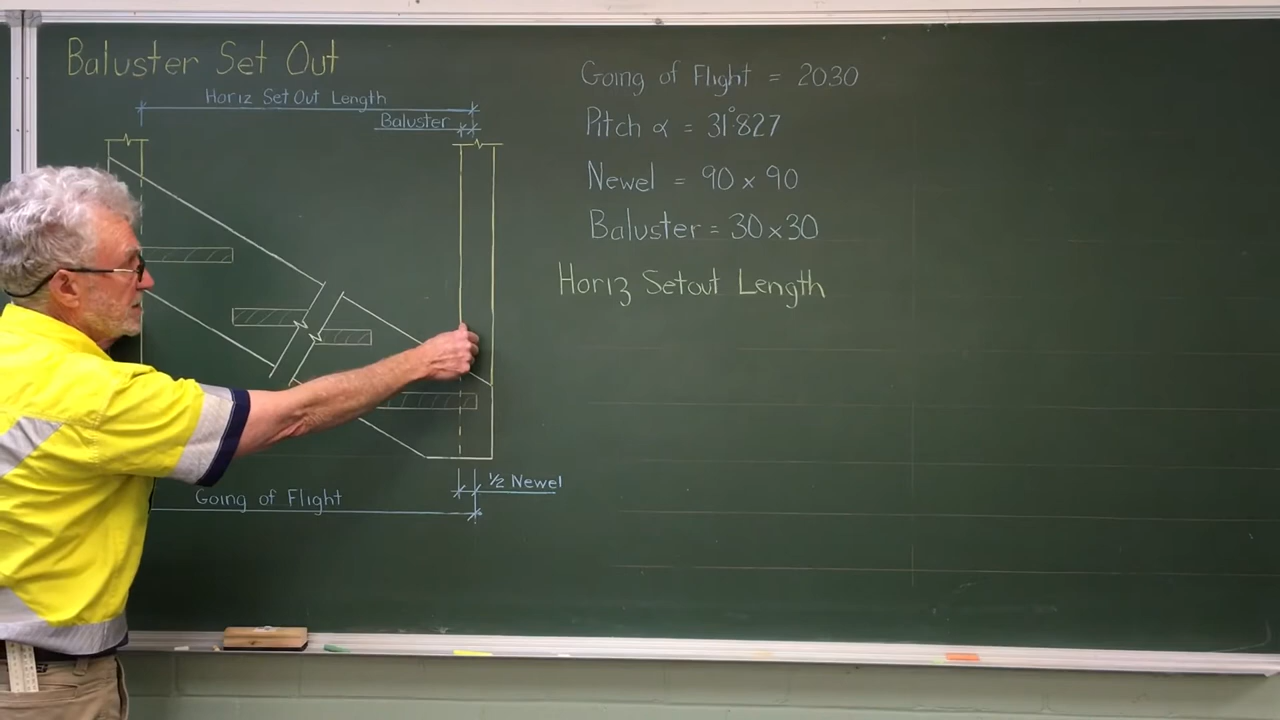 Baluster Set Out
Horiz Set Out Length
Baluster
½ Newel
Going of Flight
Going of Flight = 2030
Pitch α = 31°.827
Newel = 90 x 90
Baluster = 30 x 30
Horiz Setout Length